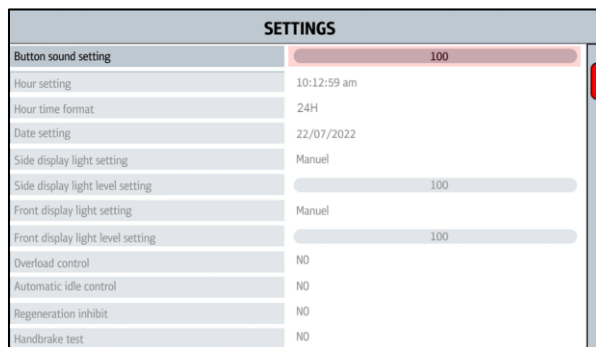 SETTINGS
Button sound setting 100
Hour setting 10:12:59 am
Hour time format 24H
Date setting 22/07/2022
Side display light setting Manuel
Side display light level setting 100
Front display light setting Manuel
Front display light level setting 100
Overload control NO
Automatic idle control NO
Regeneration inhibit NO
Handbrake test NO